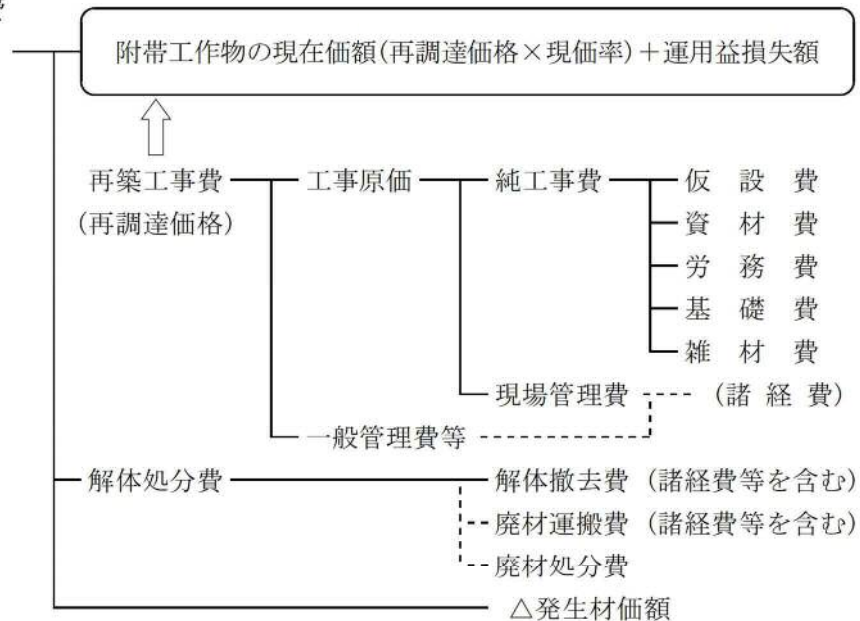 附帯工作物の現在価額(再調達価格×現価率)＋運用益損失額
再築工事費 工事原価 純工事費 仮設費
(再調達価格) 資材費
労務費
基礎費
雑材費
現場管理費 (諸経費)
一般管理費等
解体処分費 解体撤去費 (諸経費等を含む)
廃材運搬費 (諸経費等を含む)
廃材処分費
△発生材価額